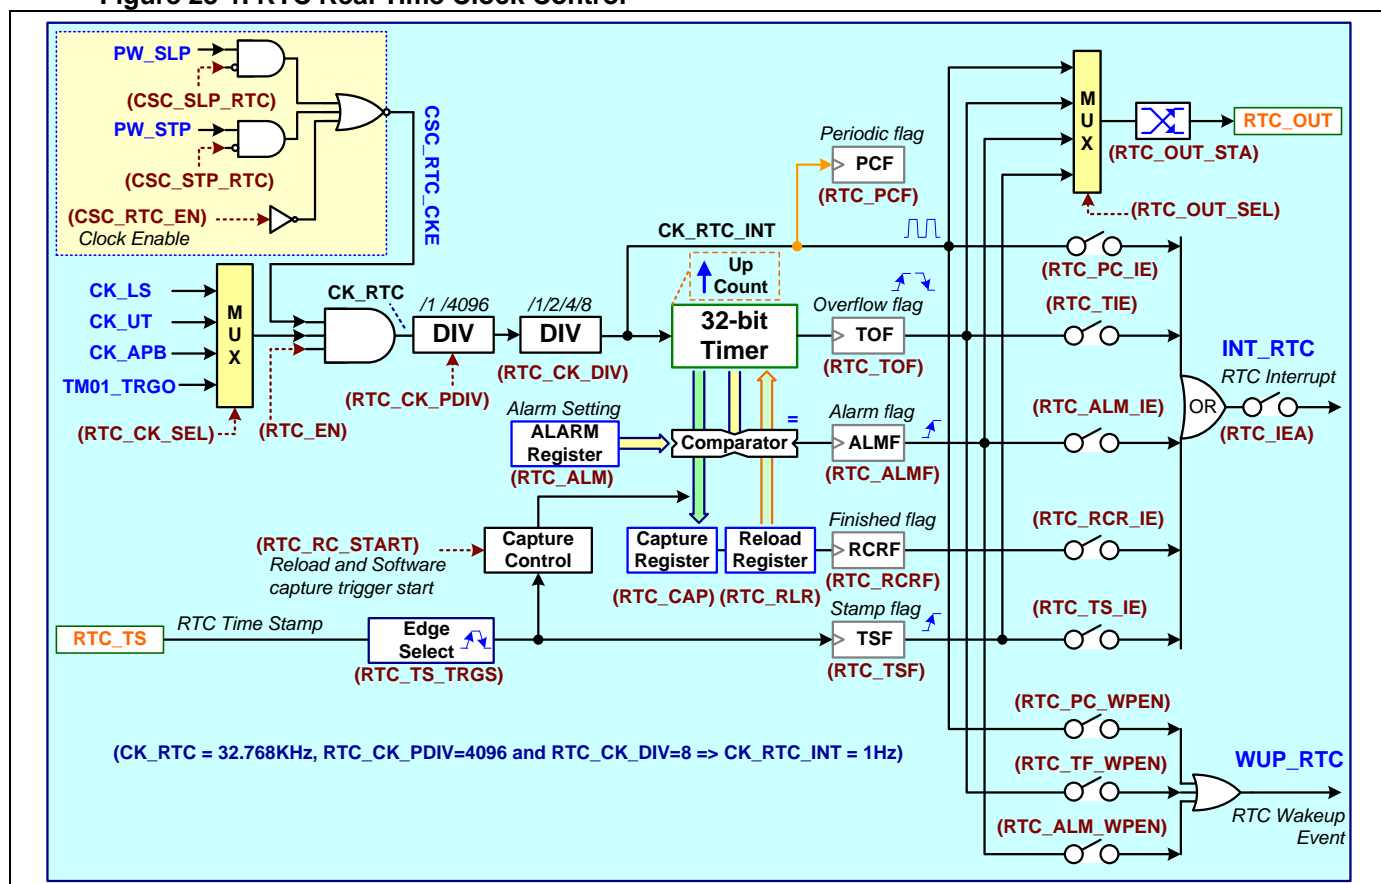 PW_SLP
(CSC_SLP_RTC)
PW_STP
(CSC_STP_RTC)
(CSC_RTC_EN)
Clock Enable
CSC_RTC_CKE
CK_LS
CK_UT
CK_APB
TM01_TRGO
MUX
(RTC_CK_SEL)
(RTC_EN)
CK_RTC
/1 /4096
DIV
(RTC_CK_PDIV)
/1/2/4/8
DIV
(RTC_CK_DIV)
CK_RTC_INT
Up
Count
32-bit
Timer
Periodic flag
PCF
(RTC_PCF)
Overflow flag
TOF
(RTC_TOF)
Alarm Setting
ALARM
Register
(RTC_ALM)
Comparator
=
Alarm flag
ALMF
(RTC_ALMF)
(RTC_RC_START)
Reload and Software
capture trigger start
Capture
Control
Capture
Register
(RTC_CAP)
Reload
Register
(RTC_RLR)
Finished flag
RCRF
(RTC_RCRF)
RTC_TS
RTC Time Stamp
Edge
Select
(RTC_TS_TRGS)
Stamp flag
TSF
(RTC_TSF)
MUX
(RTC_OUT_SEL)
(RTC_OUT_STA)
RTC_OUT
(RTC_PC_IE)
(RTC_TIE)
(RTC_ALM_IE)
(RTC_RCR_IE)
(RTC_TS_IE)
OR
INT_RTC
RTC Interrupt
(RTC_IEA)
(RTC_PC_WPEN)
(RTC_TF_WPEN)
(RTC_ALM_WPEN)
WUP_RTC
RTC Wakeup
Event
(CK_RTC = 32.768KHz, RTC_CK_PDIV=4096 and RTC_CK_DIV=8 => CK_RTC_INT = 1Hz)